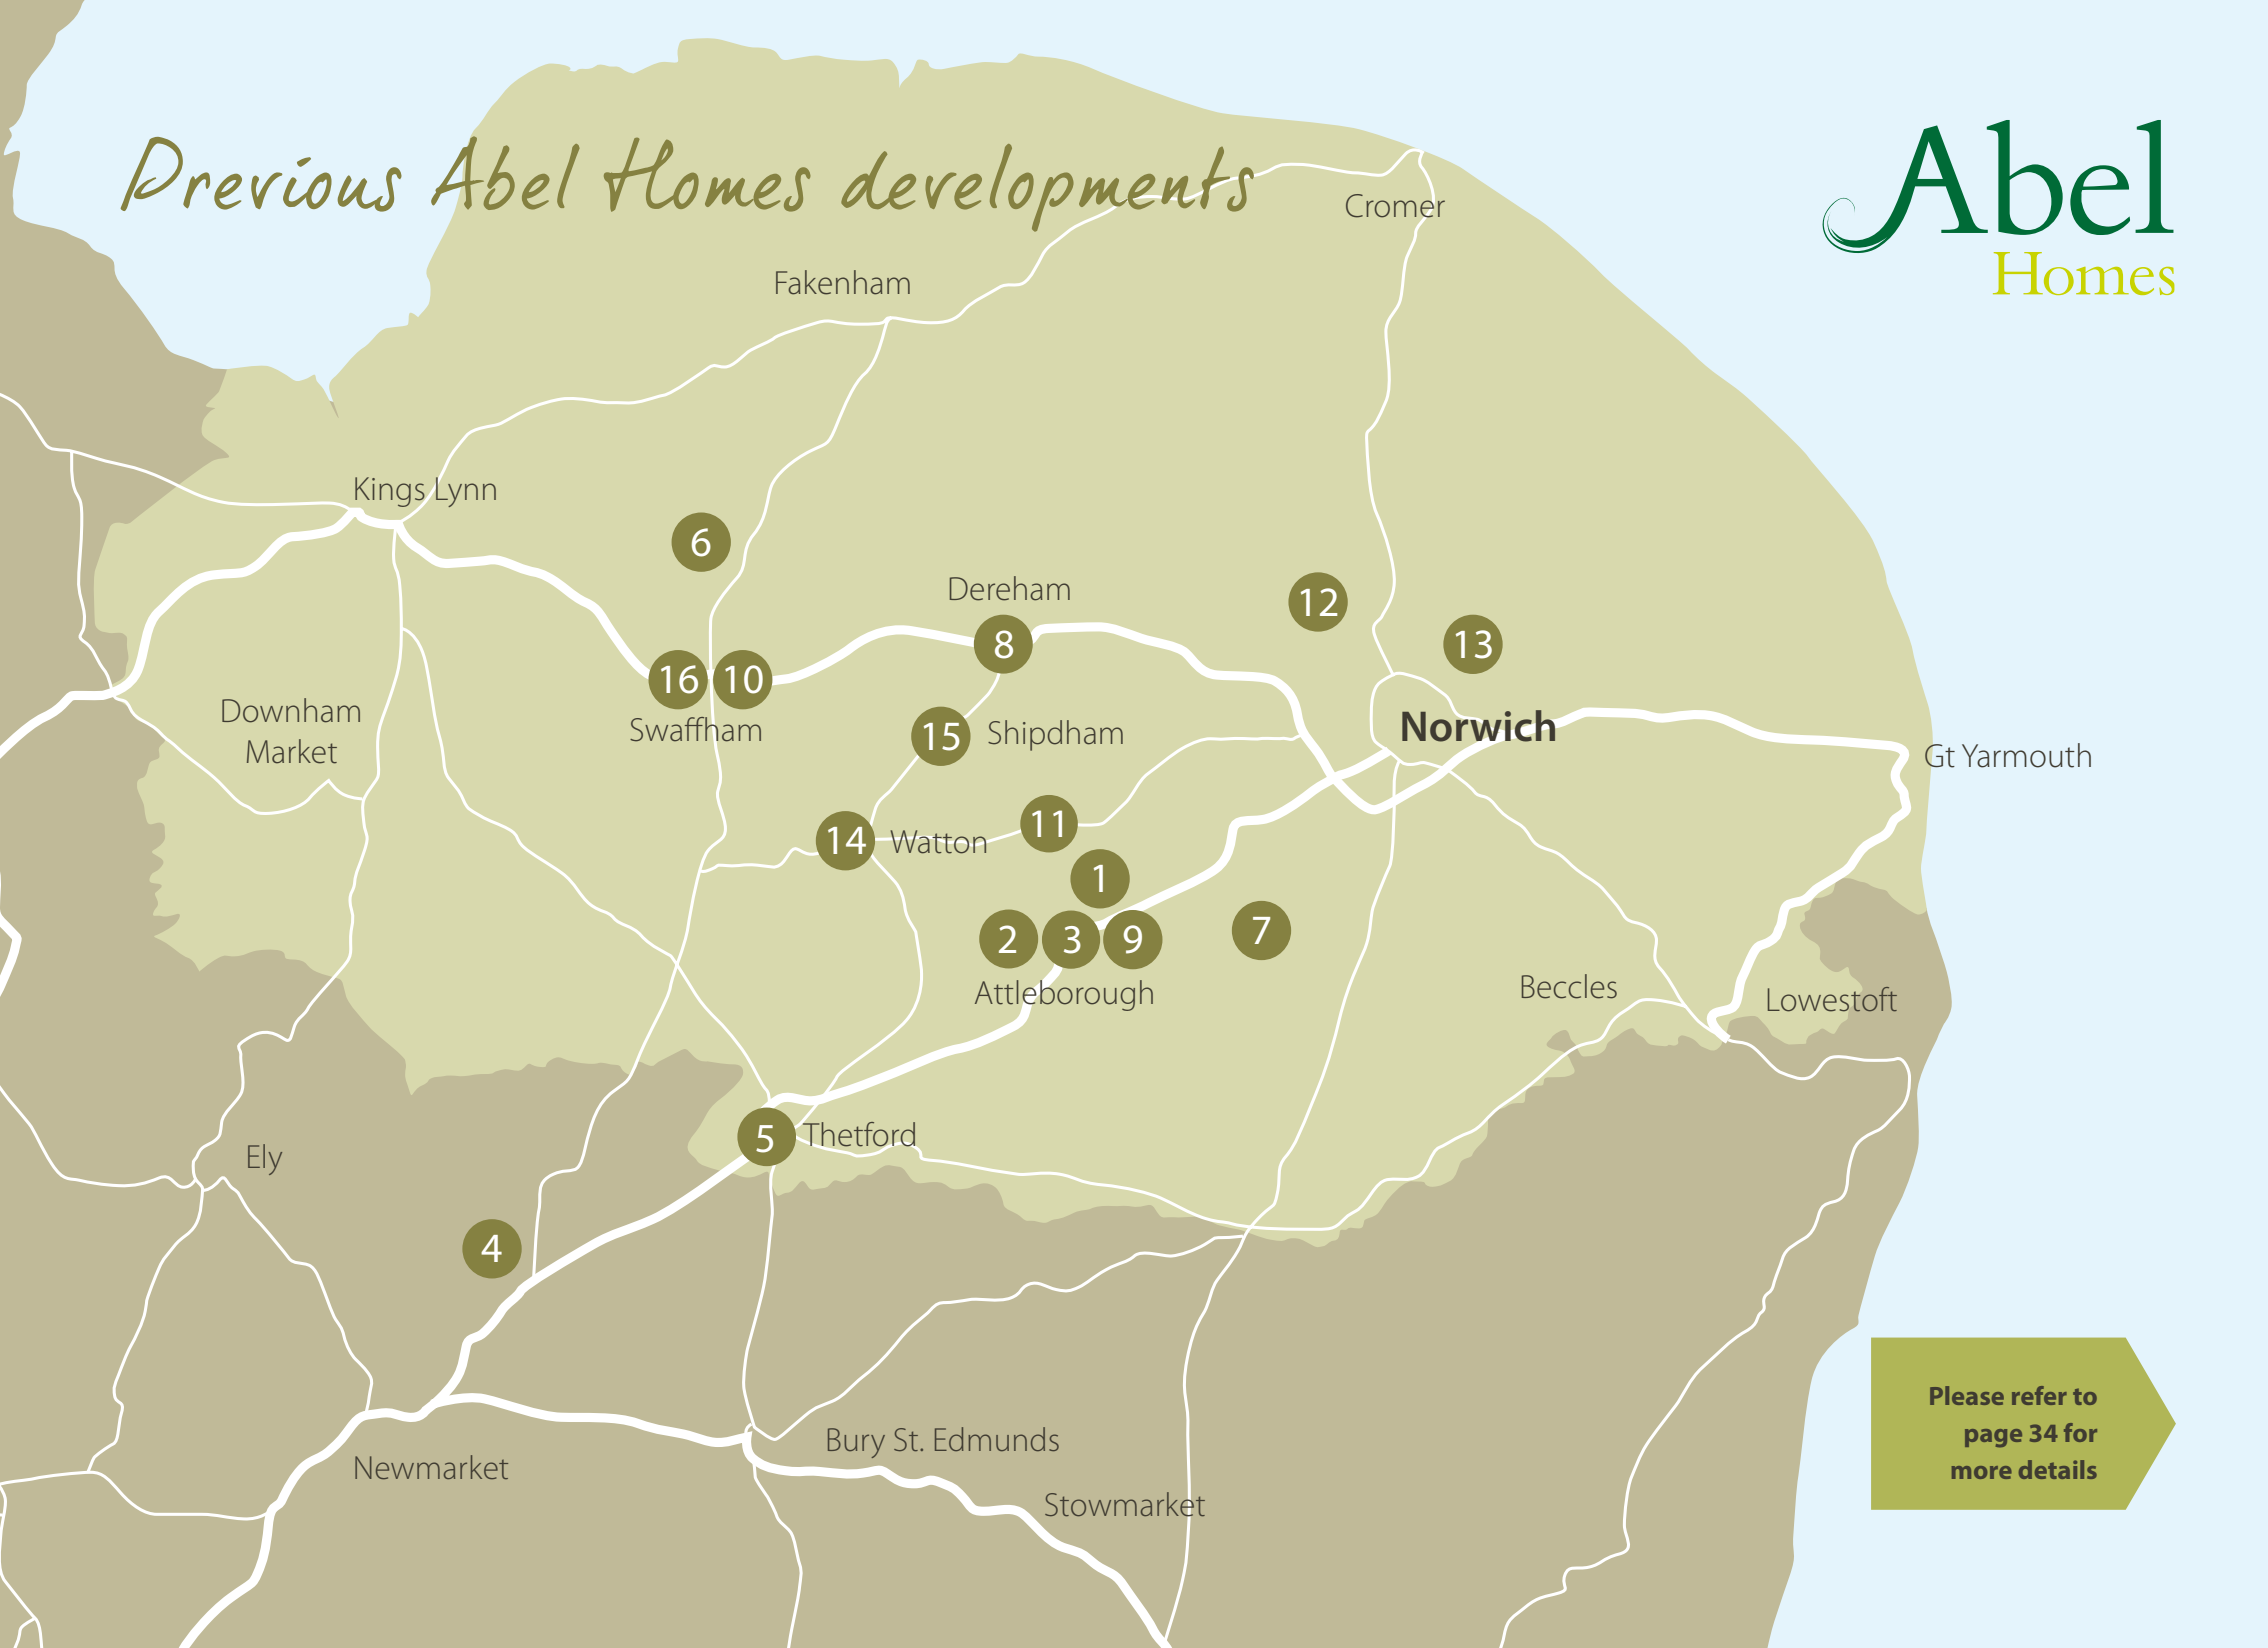 Previous Abel Homes developments
Abel
Homes
Cromer
Fakenham
Kings Lynn
6
Dereham
12
8
13
16
10
Downham
Market
Swaffham
15
Shipdham
Norwich
Gt Yarmouth
11
14
Watton
1
2
3
9
7
Attleborough
Beccles
Lowestoft
5
Thetford
Ely
4
Please refer to
page 34 for
more details
Bury St. Edmunds
Newmarket
Stowmarket